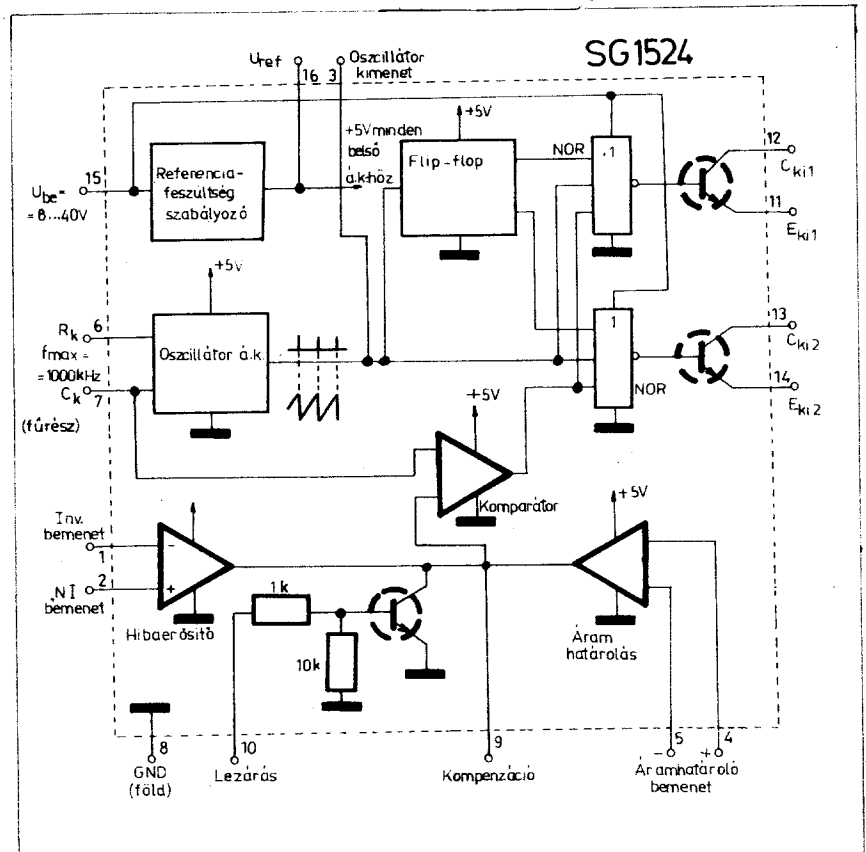 SG1524
Uref
16
3
Oszcillátor
kimenet
+5V minden
belső
á.k-höz
+5V
Flip-flop
NOR
1
12
Cki1
11
Eki1
15
Ube =
= 8...40V
Referencia-
feszültség
szabályozó
+5V
Rk
6
fmax =
=1000kHz
Ck
7
(fűrész)
Oszcillátor á.k.
1
NOR
13
Cki2
14
Eki2
+5V
Komparátor
+5V
Inv.
bemenet
1
-
2
NI
bemenet
+
Hibaerősítő
1k
10k
Áram
határolás
8
GND
(föld)
10
Lezárás
9
Kompenzáció
- 5
+ 4
Áramhatároló
bemenet